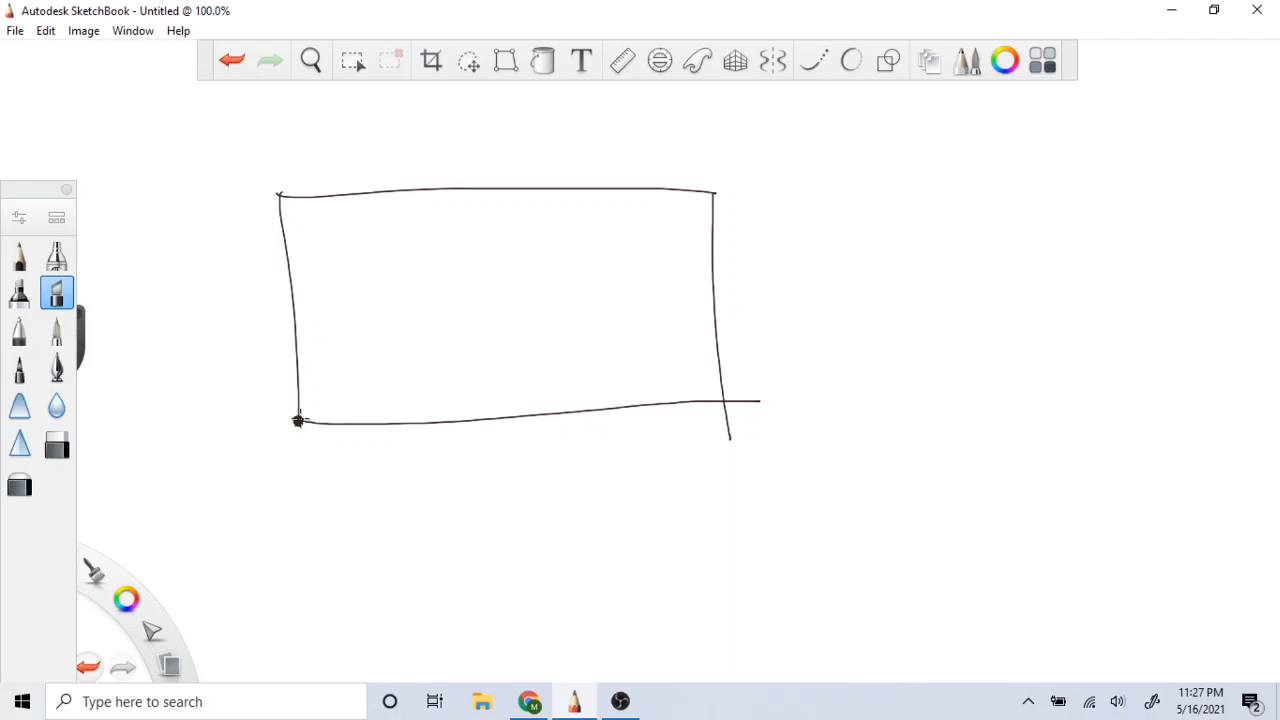 Autodesk SketchBook - Untitled @ 100.0%
File Edit Image Window Help
T
Type here to search
M
11:27 PM
5/16/2021
2